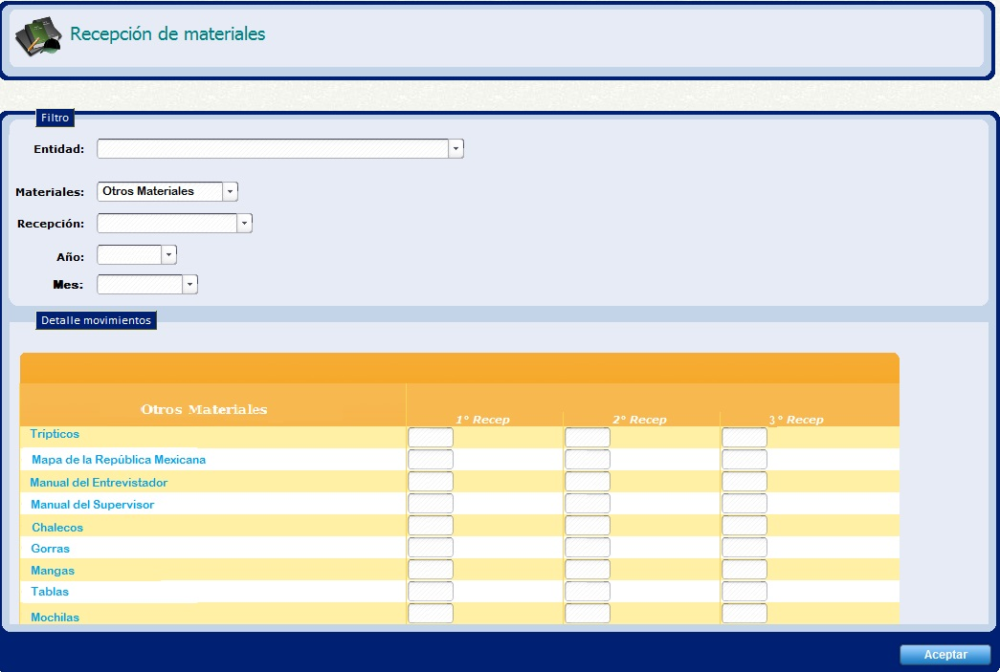 Recepción de materiales
Filtro
Entidad:
Materiales: Otros Materiales
Recepción:
Año:
Mes:
Detalle movimientos
Otros Materiales 1° Recep 2° Recep 3° Recep
Trípticos
Mapa de la República Mexicana
Manual del Entrevistador
Manual del Supervisor
Chalecos
Gorras
Mangas
Tablas
Mochilas
Aceptar